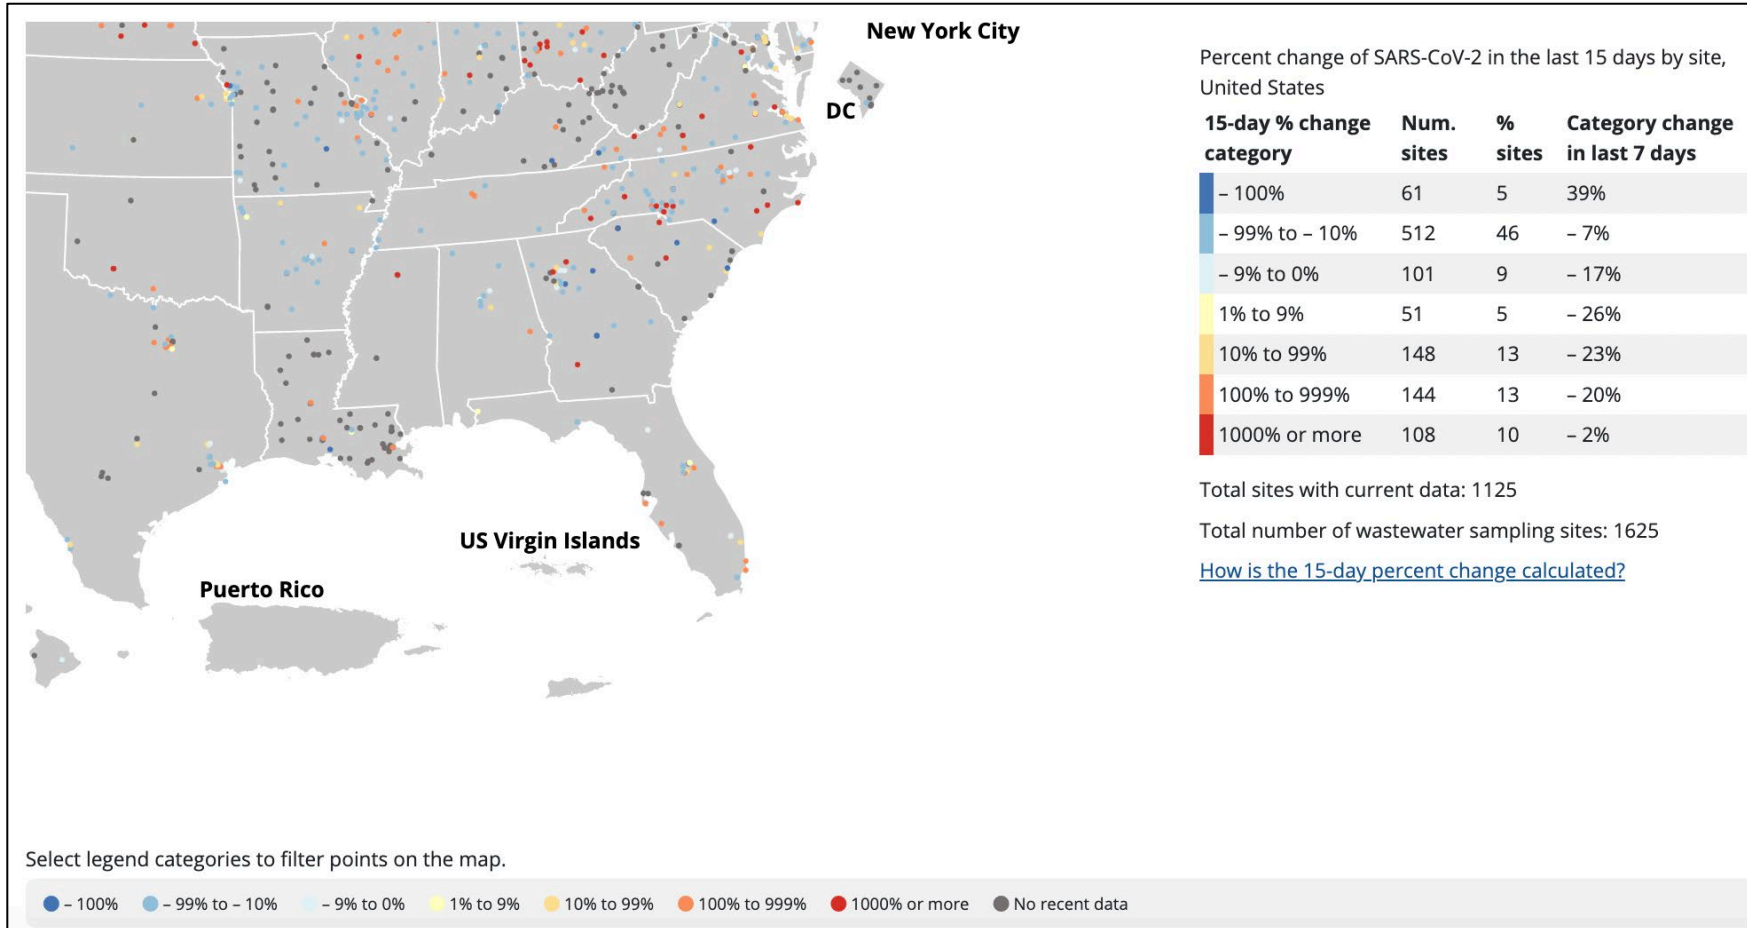 New York City
DC
US Virgin Islands
Puerto Rico
Percent change of SARS-CoV-2 in the last 15 days by site,
United States
15-day % change category Num. sites % sites Category change in last 7 days
– 100% 61 5 39%
– 99% to – 10% 512 46 – 7%
– 9% to 0% 101 9 – 17%
1% to 9% 51 5 – 26%
10% to 99% 148 13 – 23%
100% to 999% 144 13 – 20%
1000% or more 108 10 – 2%
Total sites with current data: 1125
Total number of wastewater sampling sites: 1625
How is the 15-day percent change calculated?
Select legend categories to filter points on the map.
– 100% – 99% to – 10% – 9% to 0% 1% to 9% 10% to 99% 100% to 999% 1000% or more No recent data